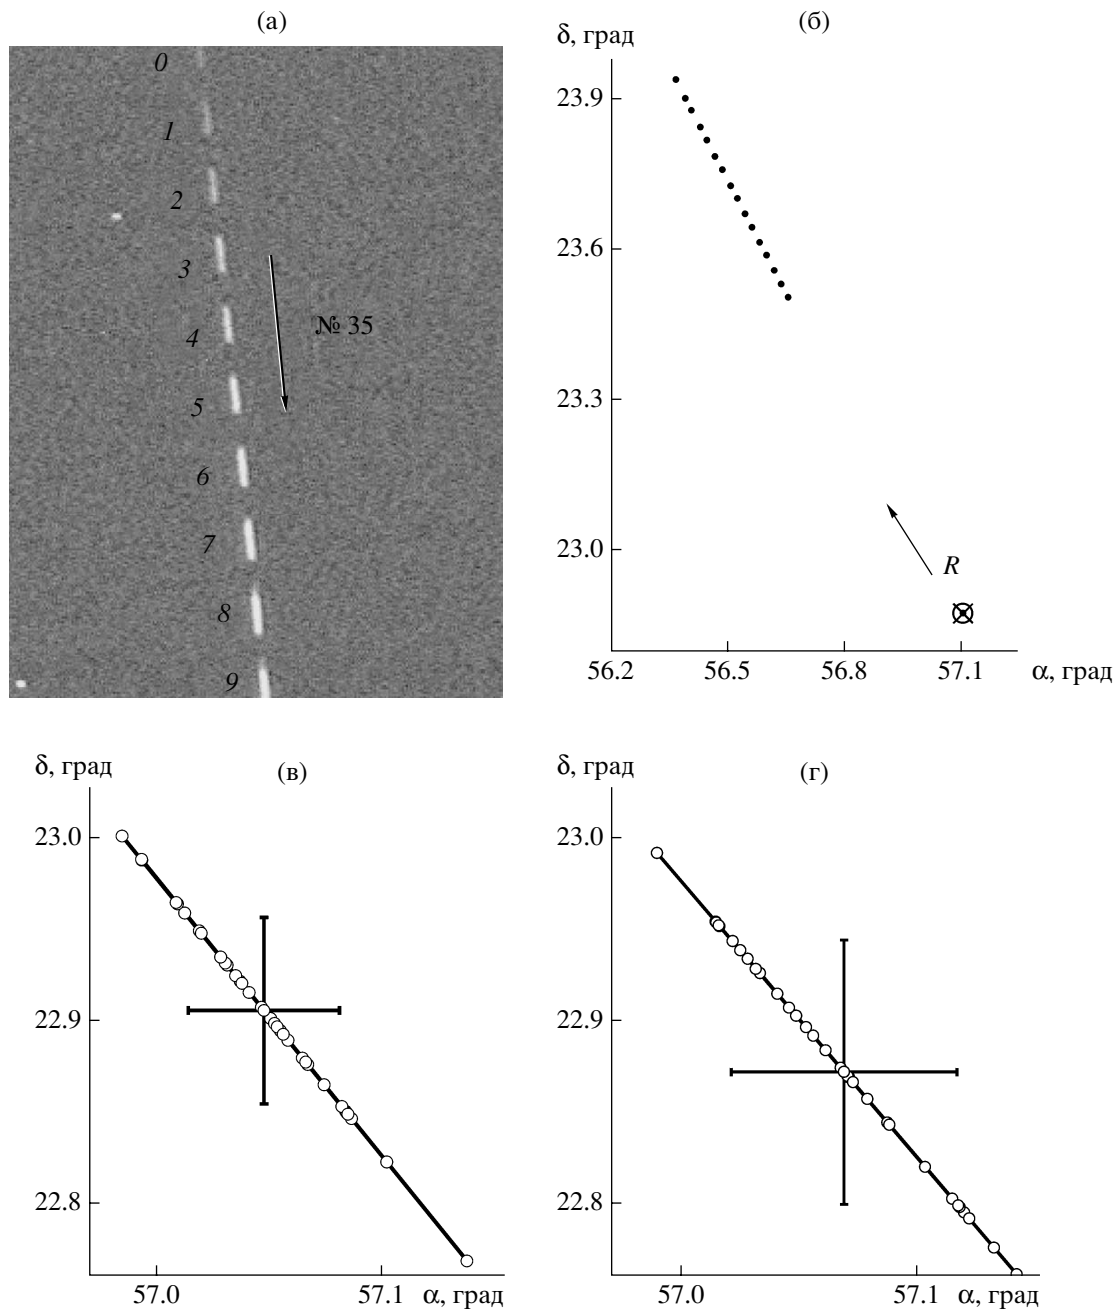 (а)
0
1
2
3
4
5
6
7
8
9
№ 35
(б)
δ, град
23.9
23.6
23.3
23.0
R
56.2 56.5 56.8 57.1 α, град
(в)
δ, град
23.0
22.9
22.8
57.0 57.1 α, град
(г)
δ, град
23.0
22.9
22.8
57.0 57.1 α, град